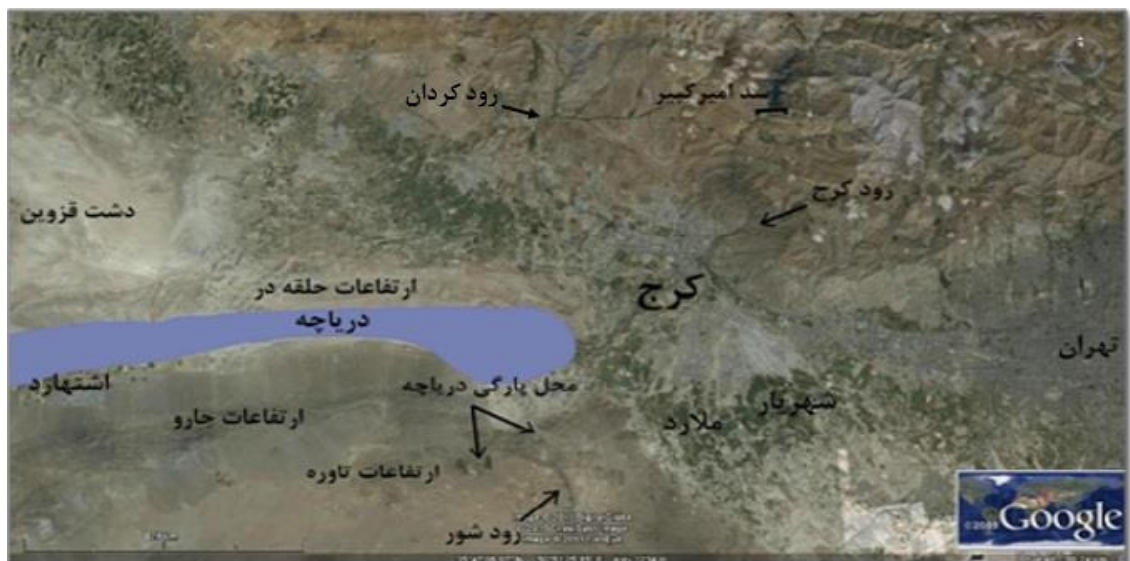 سد امیرکبیر
رود کردان
رود کرج
دشت قزوین
ارتفاعات حلقه در
کرج
دریاچه
تهران
محل پارگی دریاچه
اشتهارد
شهریار
ارتفاعات جارو
ملارد
ارتفاعات تاوره
رود شور
Google